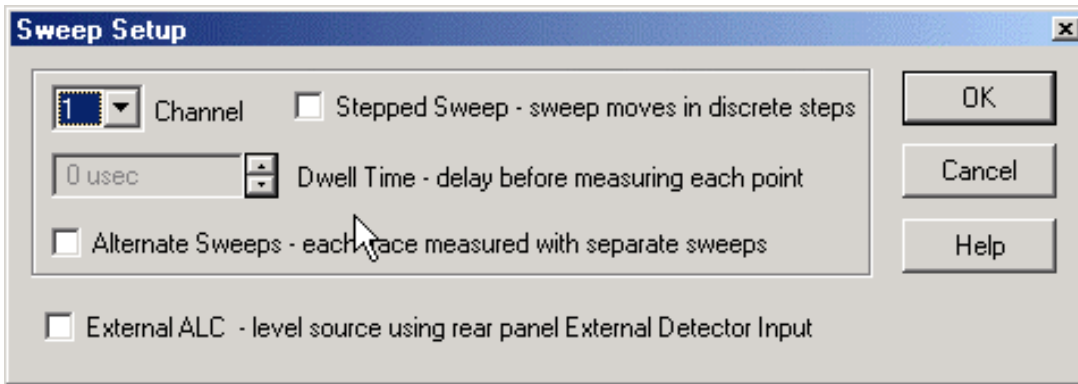 Sweep Setup
1 Channel
Stepped Sweep - sweep moves in discrete steps
OK
0 usec
Dwell Time - delay before measuring each point
Cancel
Alternate Sweeps - each race measured with separate sweeps
Help
External ALC - level source using rear panel External Detector Input